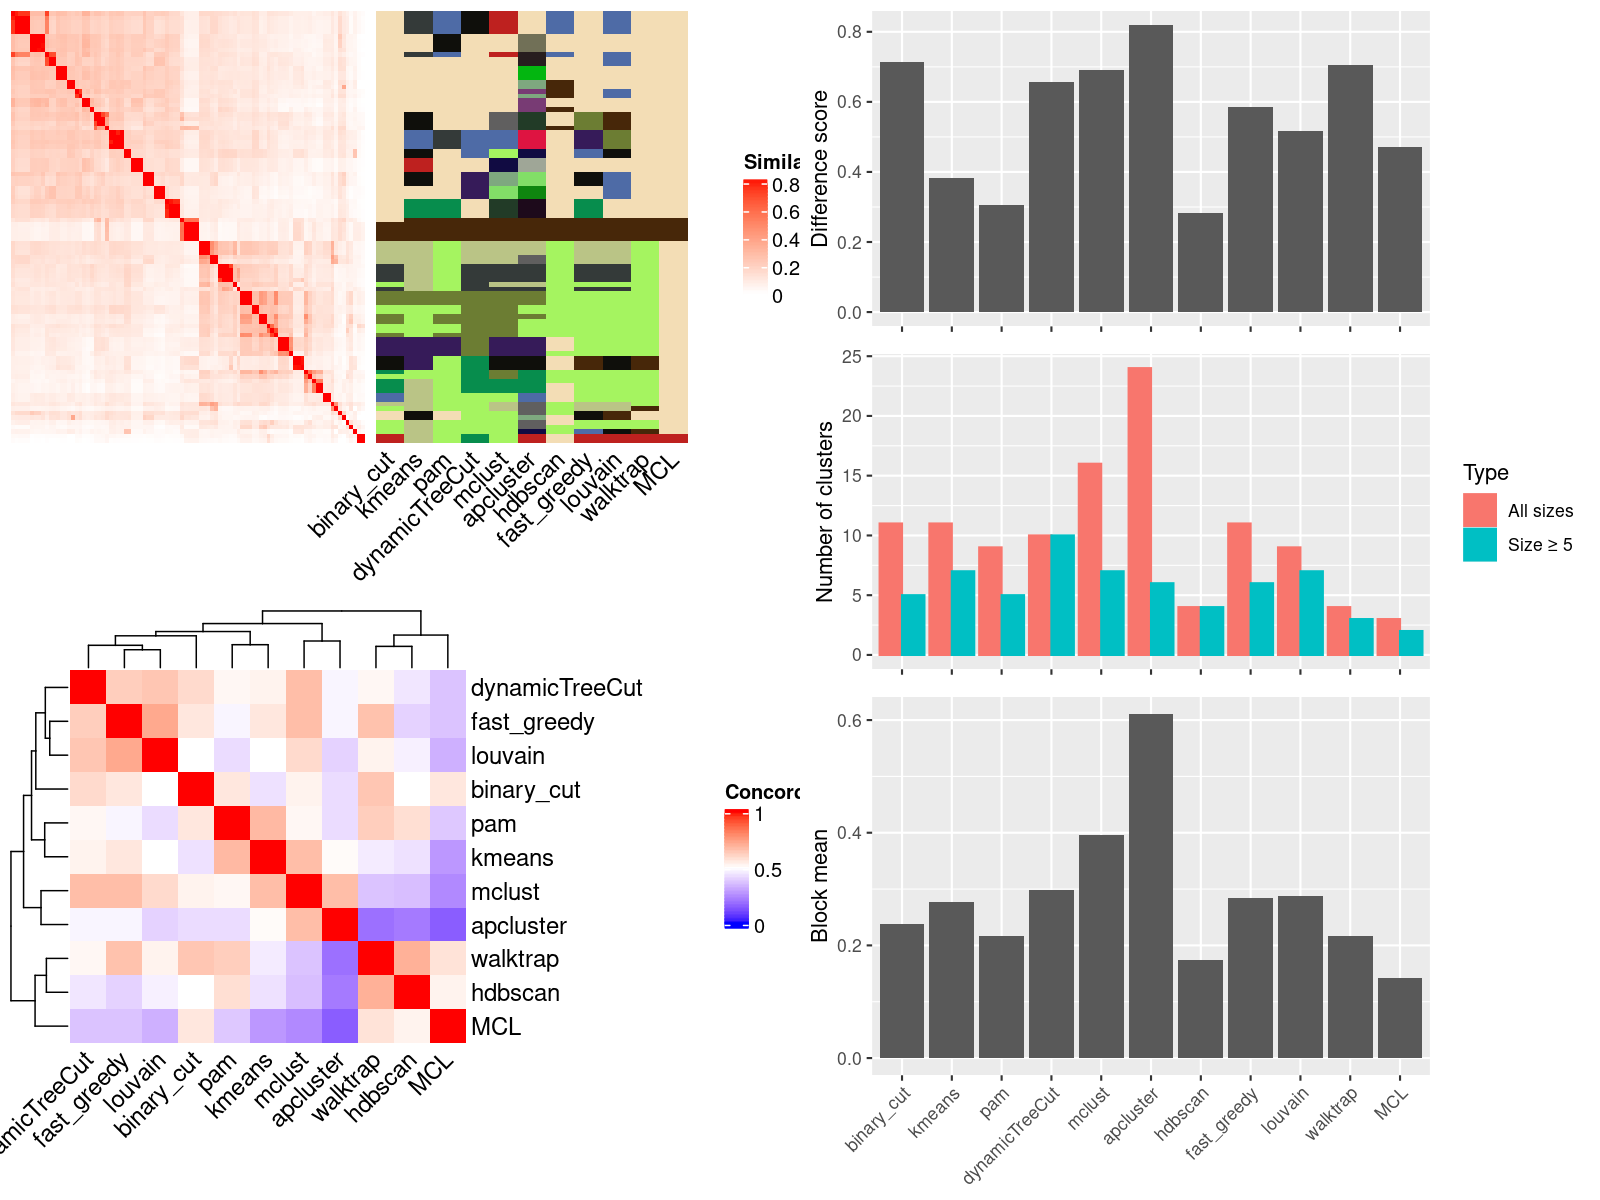 Simila
0.8
0.6
0.4
0.2
0
binary_cut
kmeans
pam
dynamicTreeCut
mclust
apcluster
hdbscan
fast_greedy
louvain
walktrap
MCL
dynamicTreeCut
fast_greedy
louvain
binary_cut
pam
kmeans
mclust
apcluster
walktrap
hdbscan
MCL
amicTreeCut
fast_greedy
louvain
binary_cut
pam
kmeans
mclust
apcluster
walktrap
hdbscan
MCL
Concord
1
0.5
0
Difference score
0.8
0.6
0.4
0.2
0.0
Number of clusters
25
20
15
10
5
0
Type
All sizes
Size ≥ 5
Block mean
0.6
0.4
0.2
0.0
binary_cut
kmeans
pam
dynamicTreeCut
mclust
apcluster
hdbscan
fast_greedy
louvain
walktrap
MCL